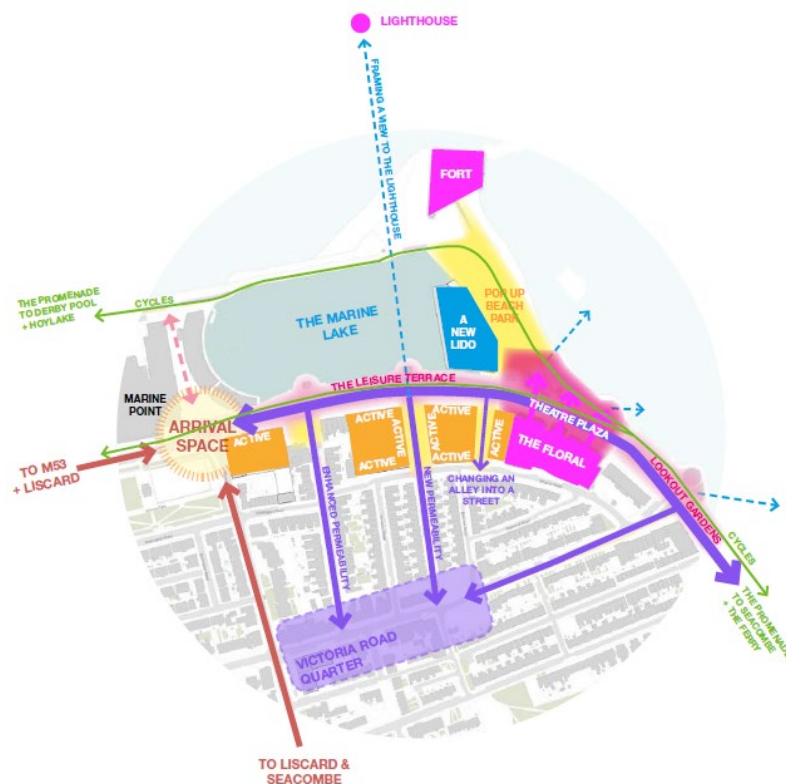 LIGHTHOUSE
FRAMING A VIEW TO THE LIGHTHOUSE
FORT
THE PROMENADE
TO DERBY POOL
+ HOYLAKE
CYCLES
THE MARINE
LAKE
A
NEW
LIDO
POP UP
BEACH
PARK
MARINE
POINT
ARRIVAL
SPACE
THE LEISURE TERRACE
THEATRE PLAZA
THE FLORAL
LOOKOUT GARDENS
ACTIVE
ACTIVE
ACTIVE
ACTIVE
ACTIVE
ACTIVE
ACTIVE
ACTIVE
TO M53
+ LISCARD
ENHANCED PERMEABILITY
NEW PERMEABILITY
CHANGING AN
ALLEY INTO A
STREET
CYCLES
THE PROMENADE
TO SEACOMBE
+ THE FERRY
VICTORIA ROAD
QUARTER
TO LISCARD &
SEACOMBE